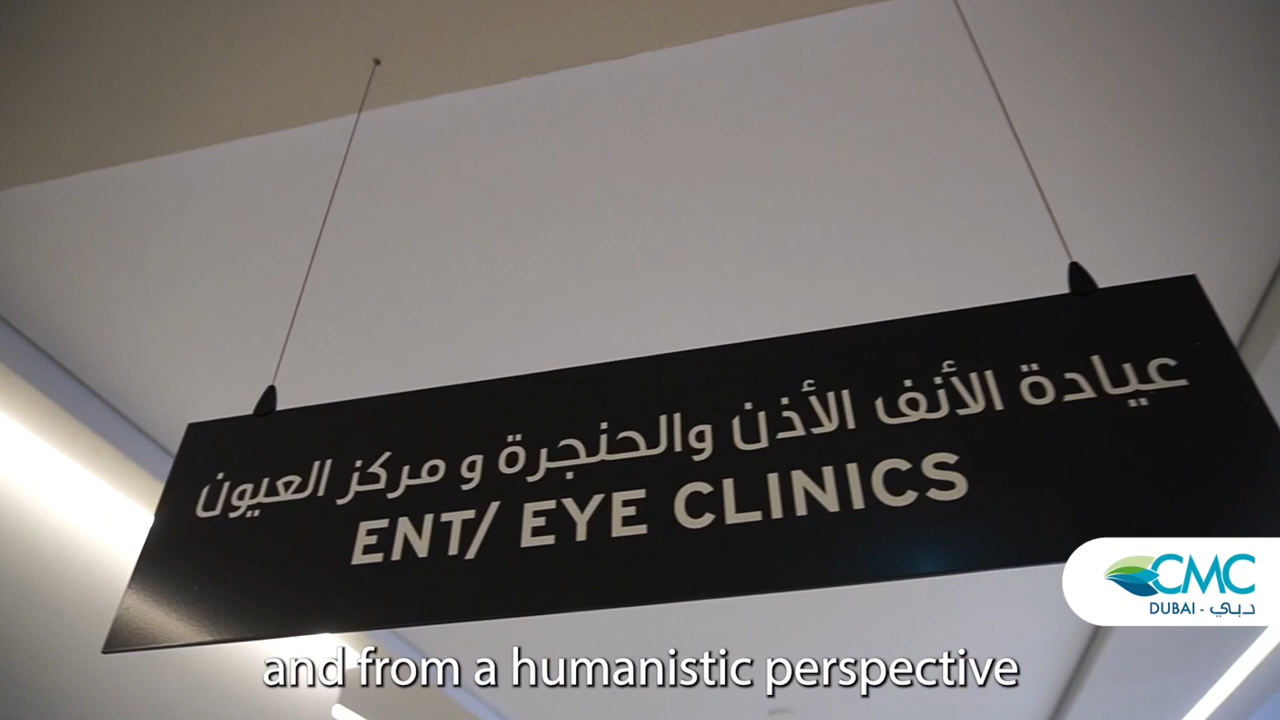 عيادة الأنف الأذن والحنجرة و مركز العيون
ENT/ EYE CLINICS
CMC
DUBAI - دبي
and from a humanistic perspective